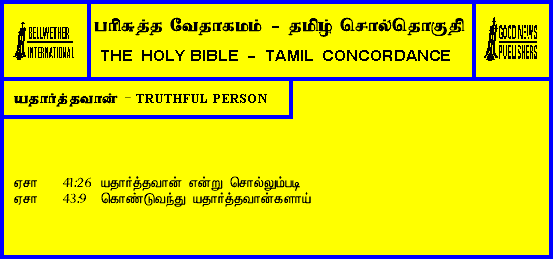 BELLWETHER
INTERNATIONAL
பரிசுத்த வேதாகமம் - தமிழ் சொல்தொகுதி
THE HOLY BIBLE - TAMIL CONCORDANCE
GOOD NEWS
PUBLISHERS
யதார்த்தவான் - TRUTHFUL PERSON
ஏசா 41:26 யதார்த்தவான் என்று சொல்லும்படி
ஏசா 43:9 கொண்டுவந்து யதார்த்தவான்களாய்